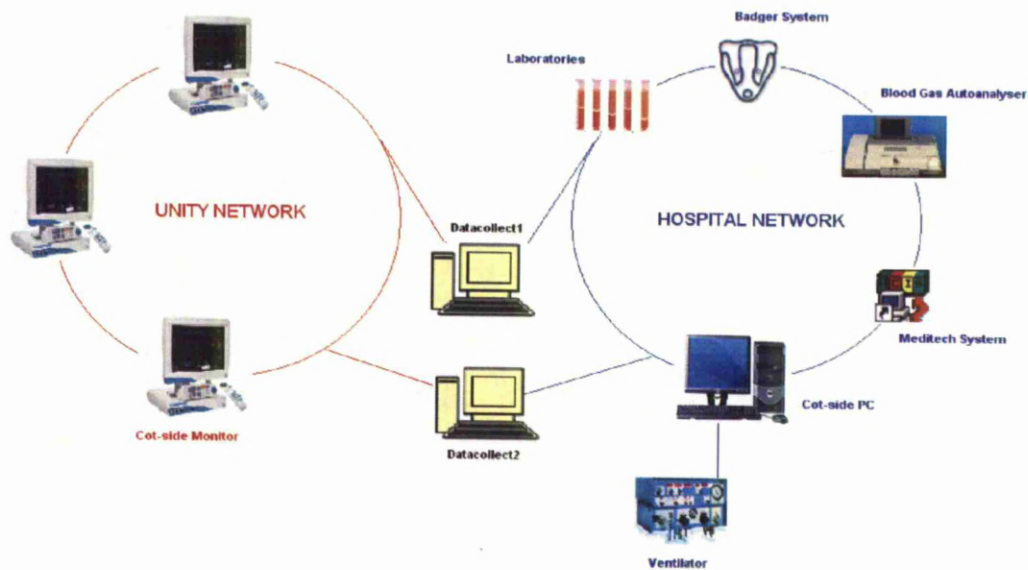 Badger System
Laboratories
Blood Gas Autoanalyser
UNITY NETWORK
HOSPITAL NETWORK
Datacollect1
Meditech System
Cot-side PC
Cot-side Monitor
Datacollect2
Ventilator